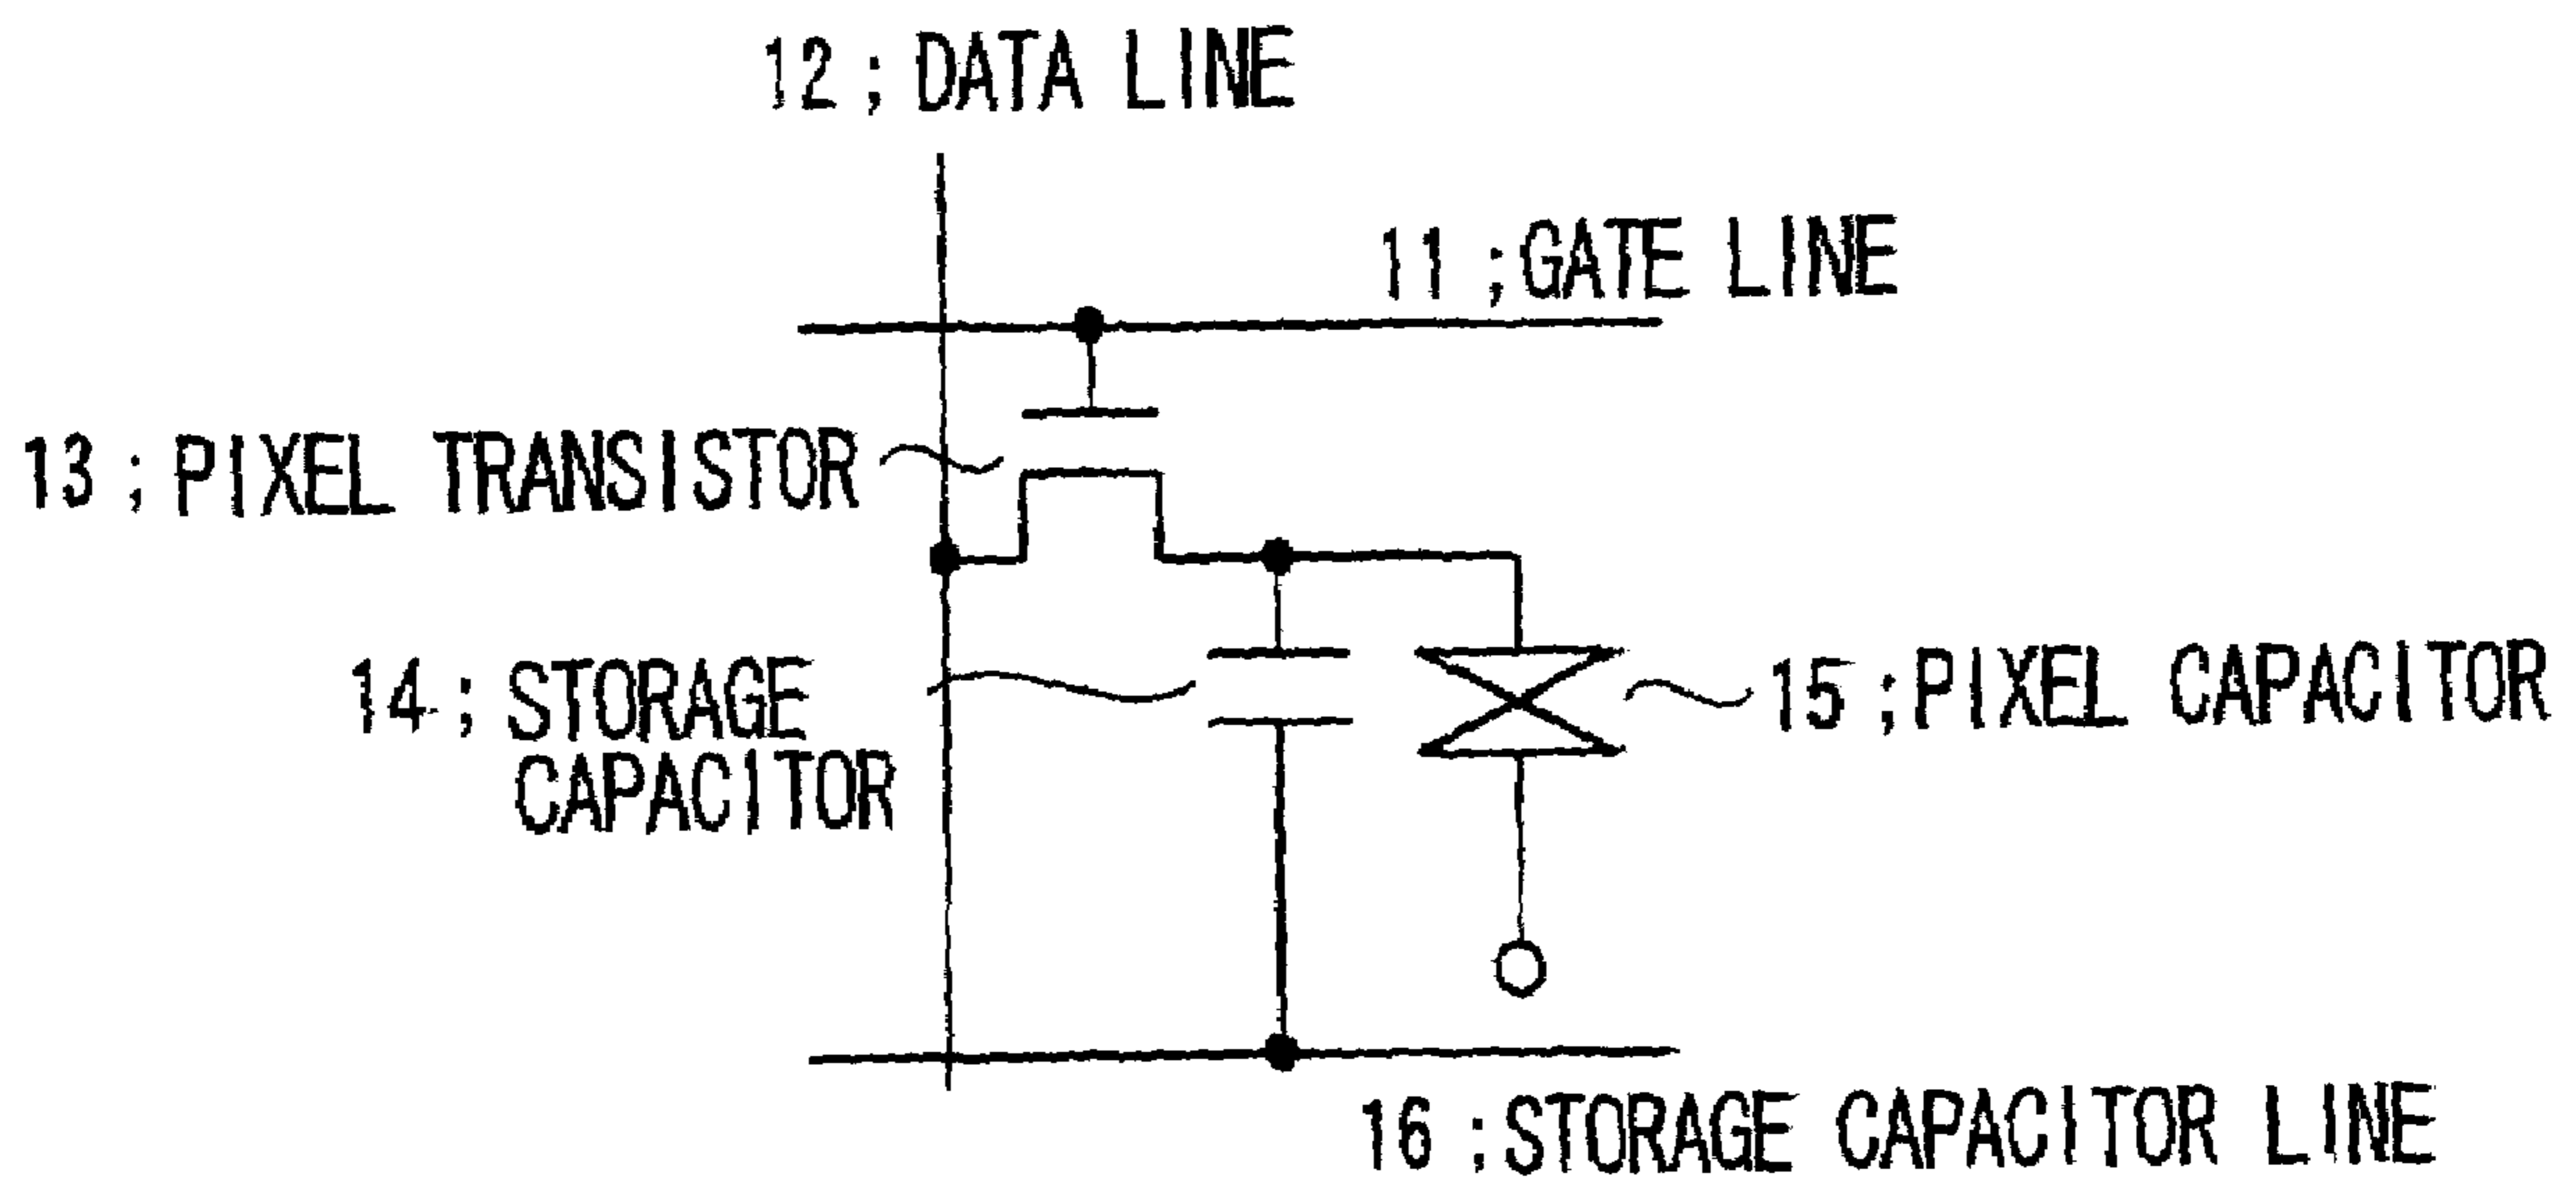 12 ; DATA LINE
11 ; GATE LINE
13 ; PIXEL TRANSISTOR
14 ; STORAGE
CAPACITOR
15 ; PIXEL CAPACITOR
16 ; STORAGE CAPACITOR LINE